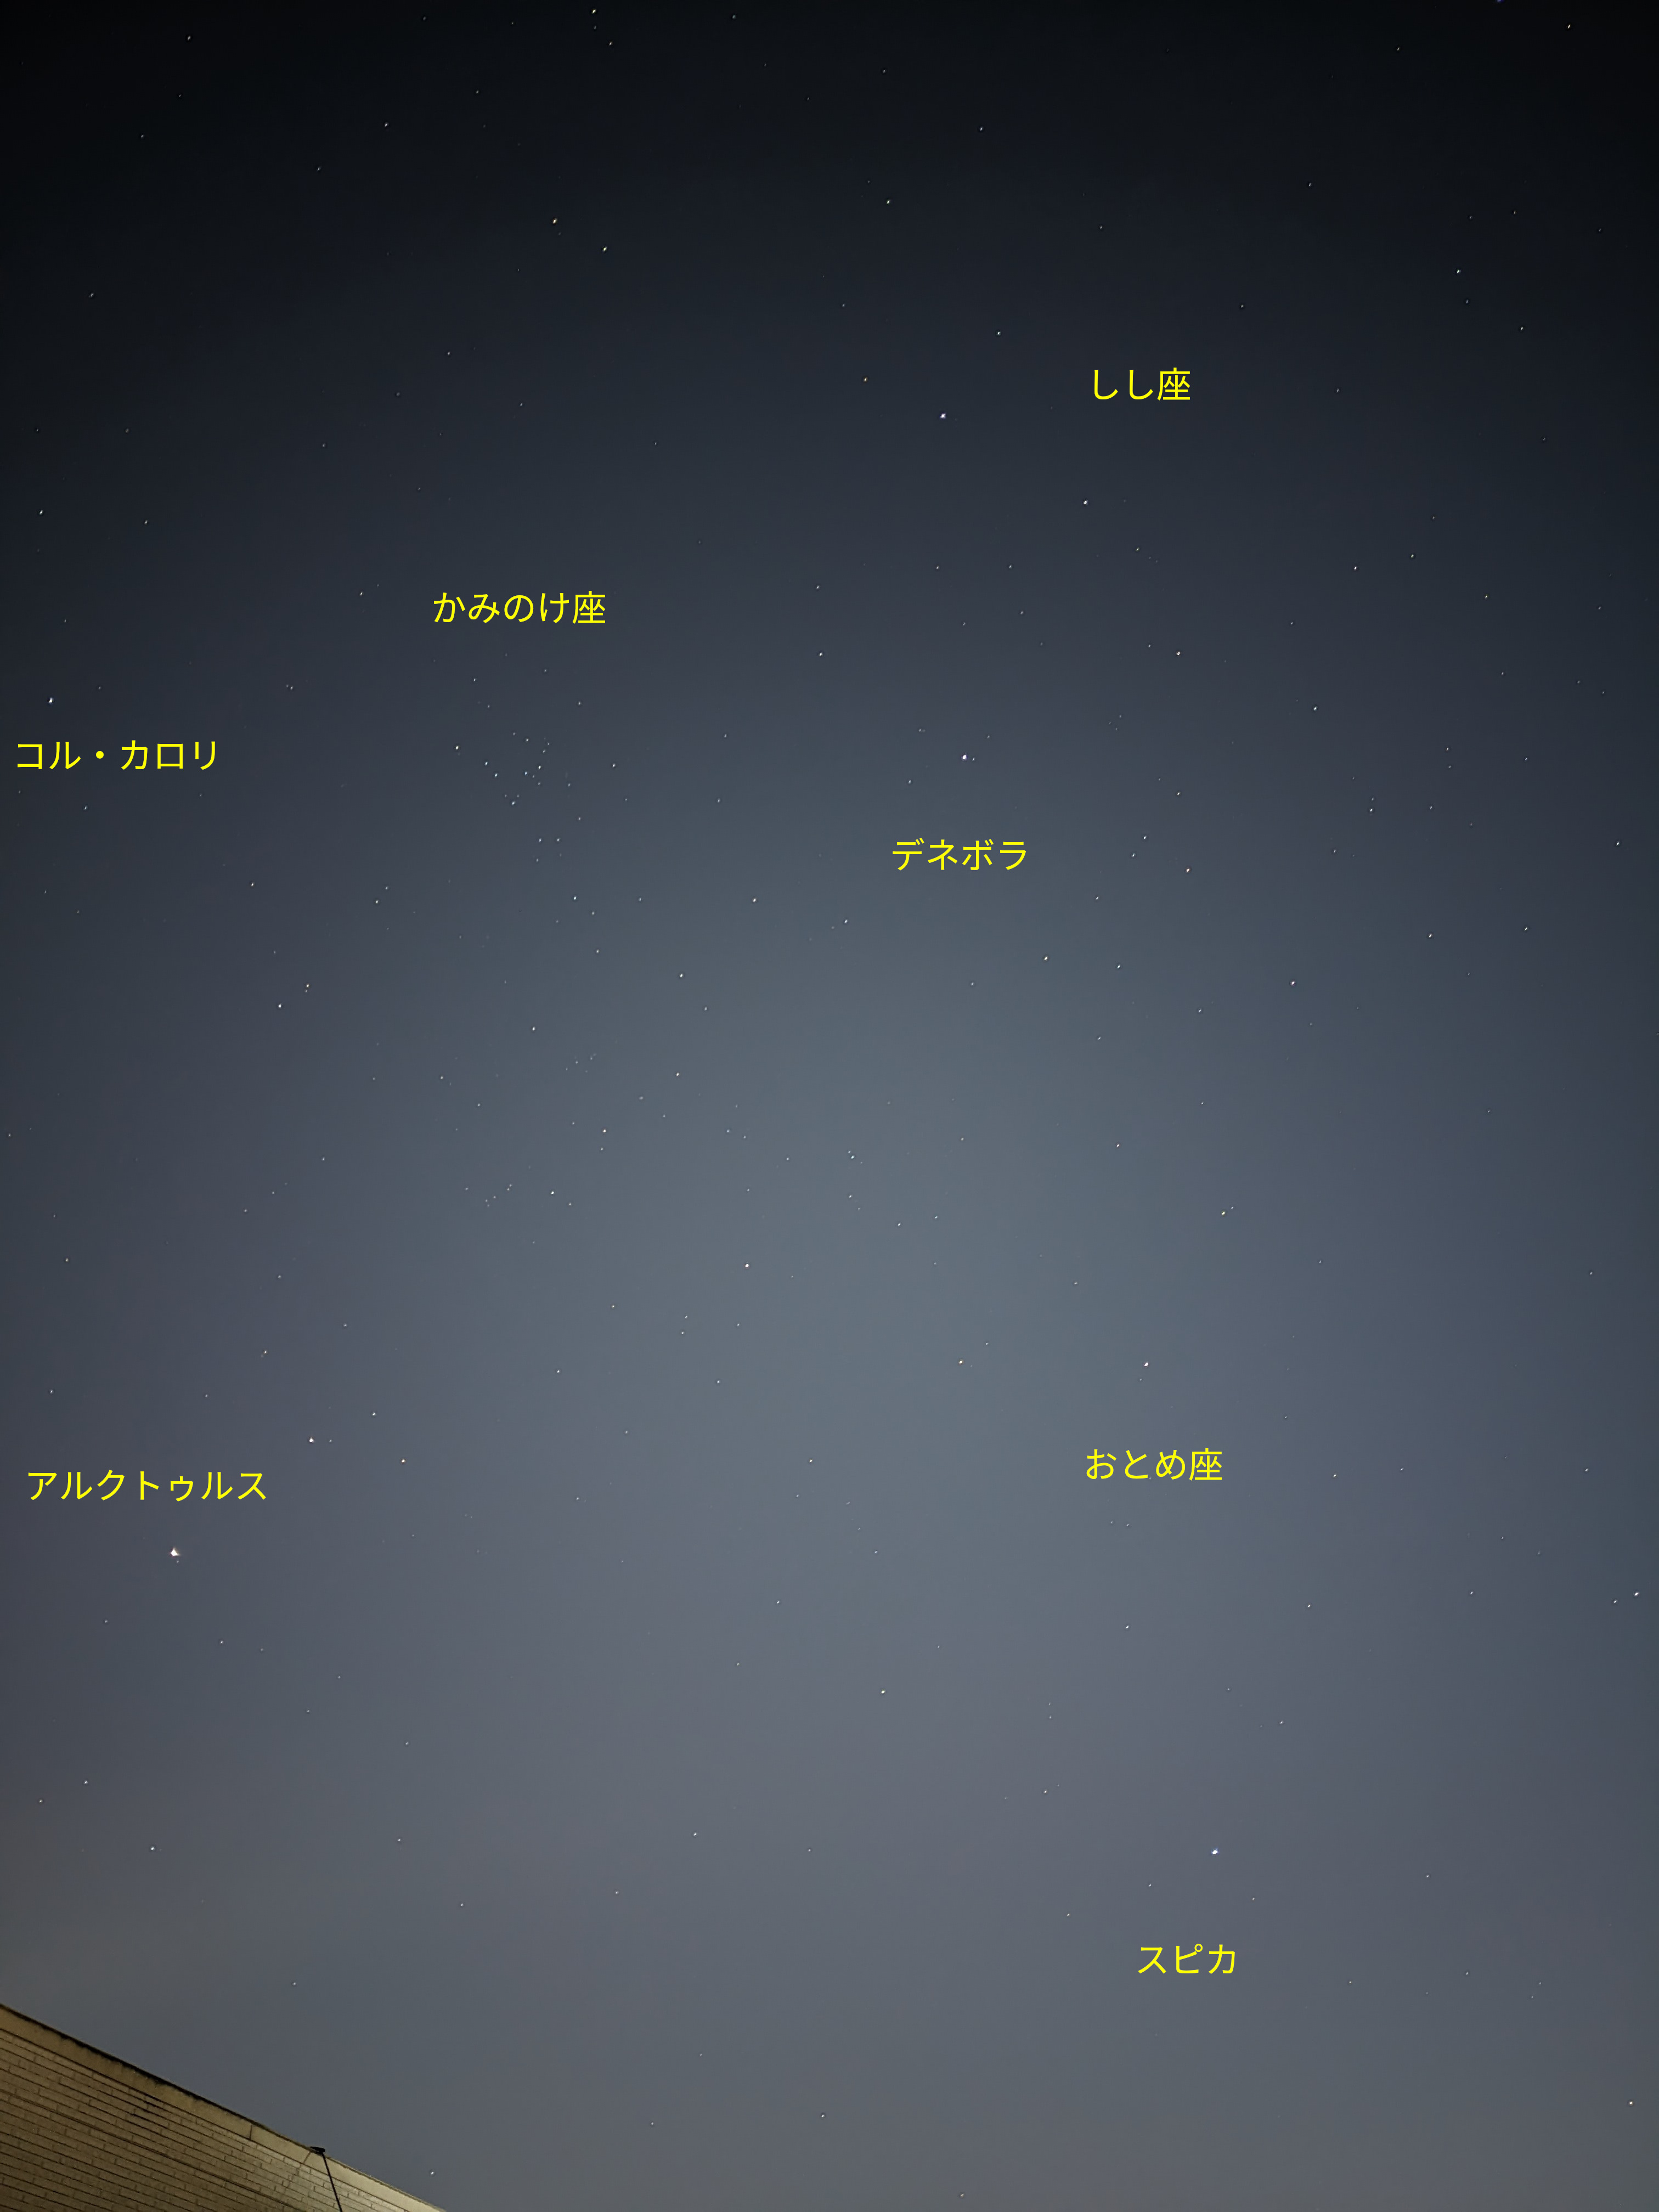 しし座
かみのけ座
コル・カロリ
デネボラ
おとめ座
アルクトゥルス
スピカ